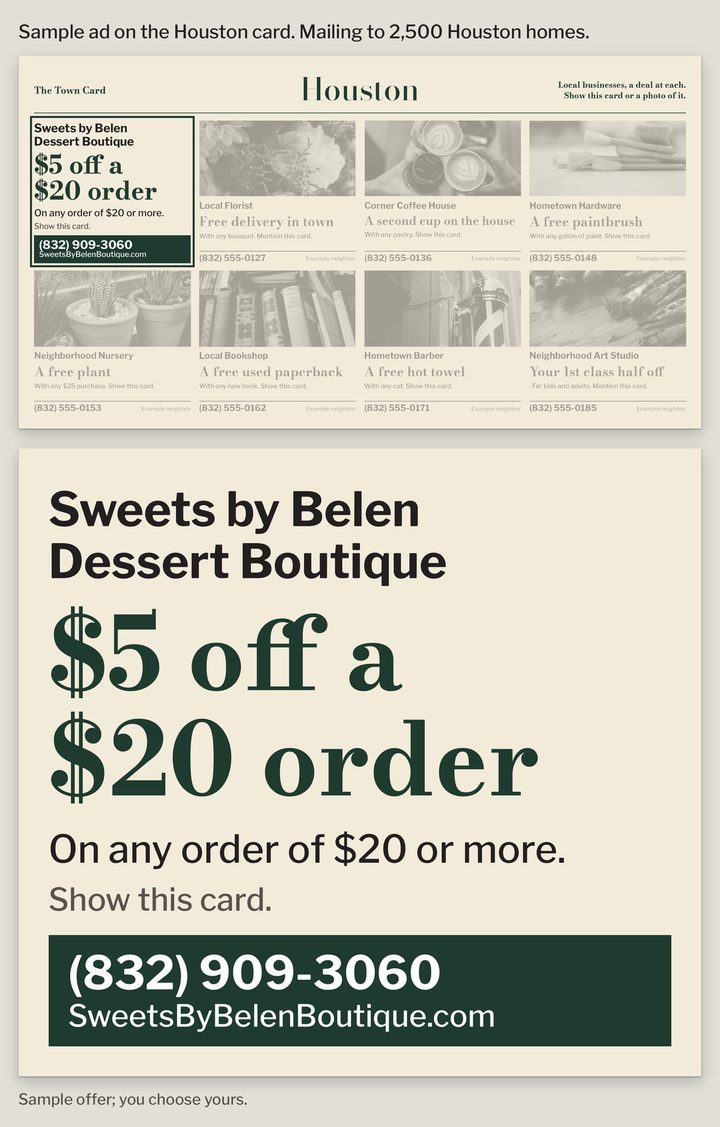 Sample ad on the Houston card. Mailing to 2,500 Houston homes.
The Town Card
Houston
Local businesses, a deal at each.
Show this card or a photo of it.
Sweets by Belen
Dessert Boutique
$5 off a
$20 order
On any order of $20 or more.
Show this card.
(832) 909-3060
SweetsByBelenBoutique.com
Local Florist
Free delivery in town
With any bouquet. Mention this card.
(832) 555-0127
Example neighbor
Corner Coffee House
A second cup on the house
With any pastry. Show this card.
(832) 555-0136
Example neighbor
Hometown Hardware
A free paintbrush
With any gallon of paint. Show this card.
(832) 555-0148
Example neighbor
Neighborhood Nursery
A free plant
With any $25 purchase. Show this card.
(832) 555-0153
Example neighbor
Local Bookshop
A free used paperback
With any new book. Show this card.
(832) 555-0162
Example neighbor
Hometown Barber
A free hot towel
With any cut. Show this card.
(832) 555-0171
Example neighbor
Neighborhood Art Studio
Your 1st class half off
For kids and adults. Mention this card.
(832) 555-0185
Example neighbor
Sweets by Belen
Dessert Boutique
$5 off a
$20 order
On any order of $20 or more.
Show this card.
(832) 909-3060
SweetsByBelenBoutique.com
Sample offer; you choose yours.